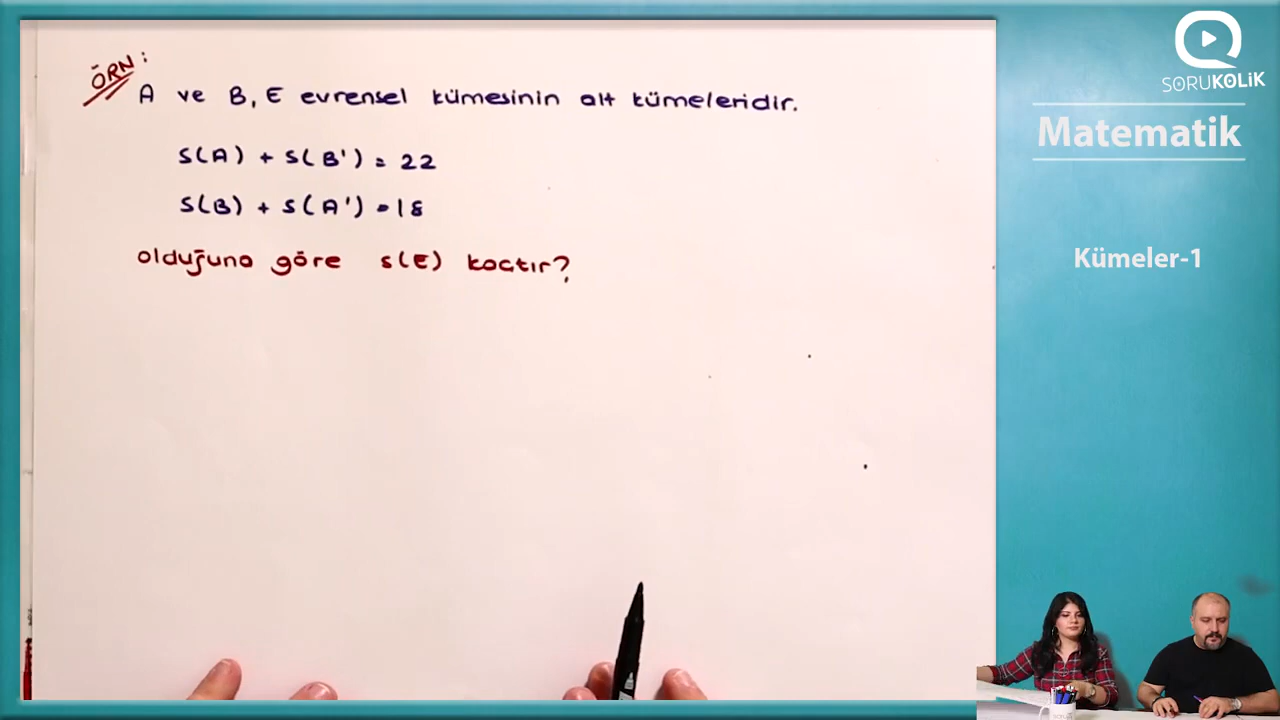 ÖRN:
A ve B, E evrensel kümesinin alt kümeleridir.
s(A) + s(B') = 22
s(B) + s(A') = 18
olduğuna göre s(E) kaçtır?
SORUKOLİK
Matematik
Kümeler-1